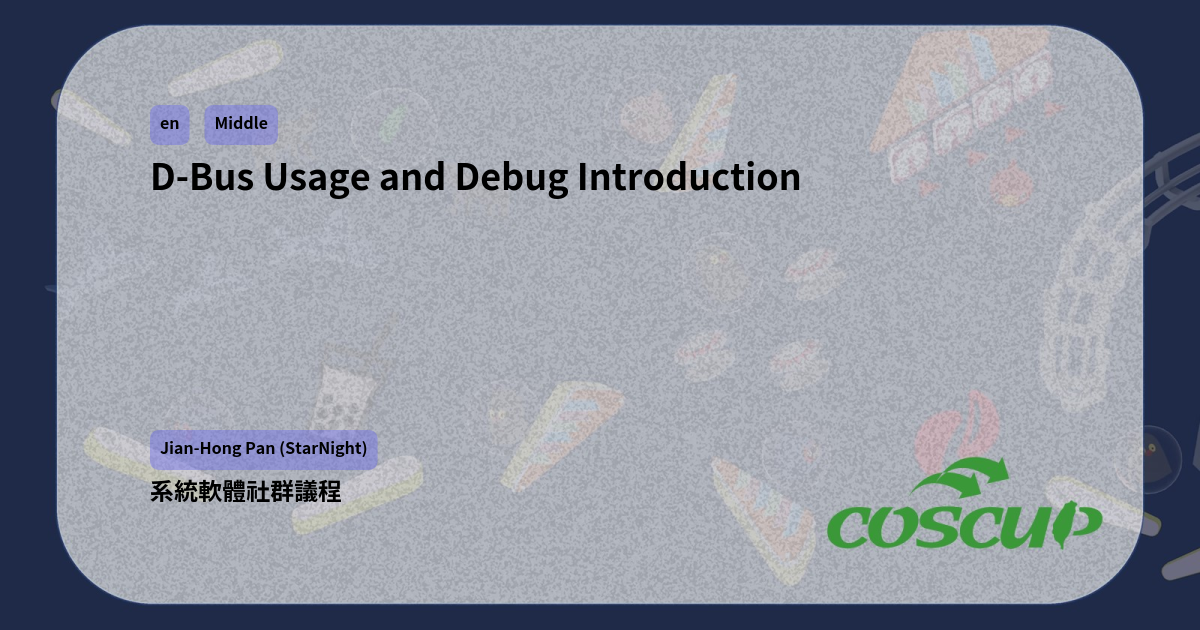 en Middle
D-Bus Usage and Debug Introduction
Jian-Hong Pan (StarNight)
系統軟體社群議程
COSCUP